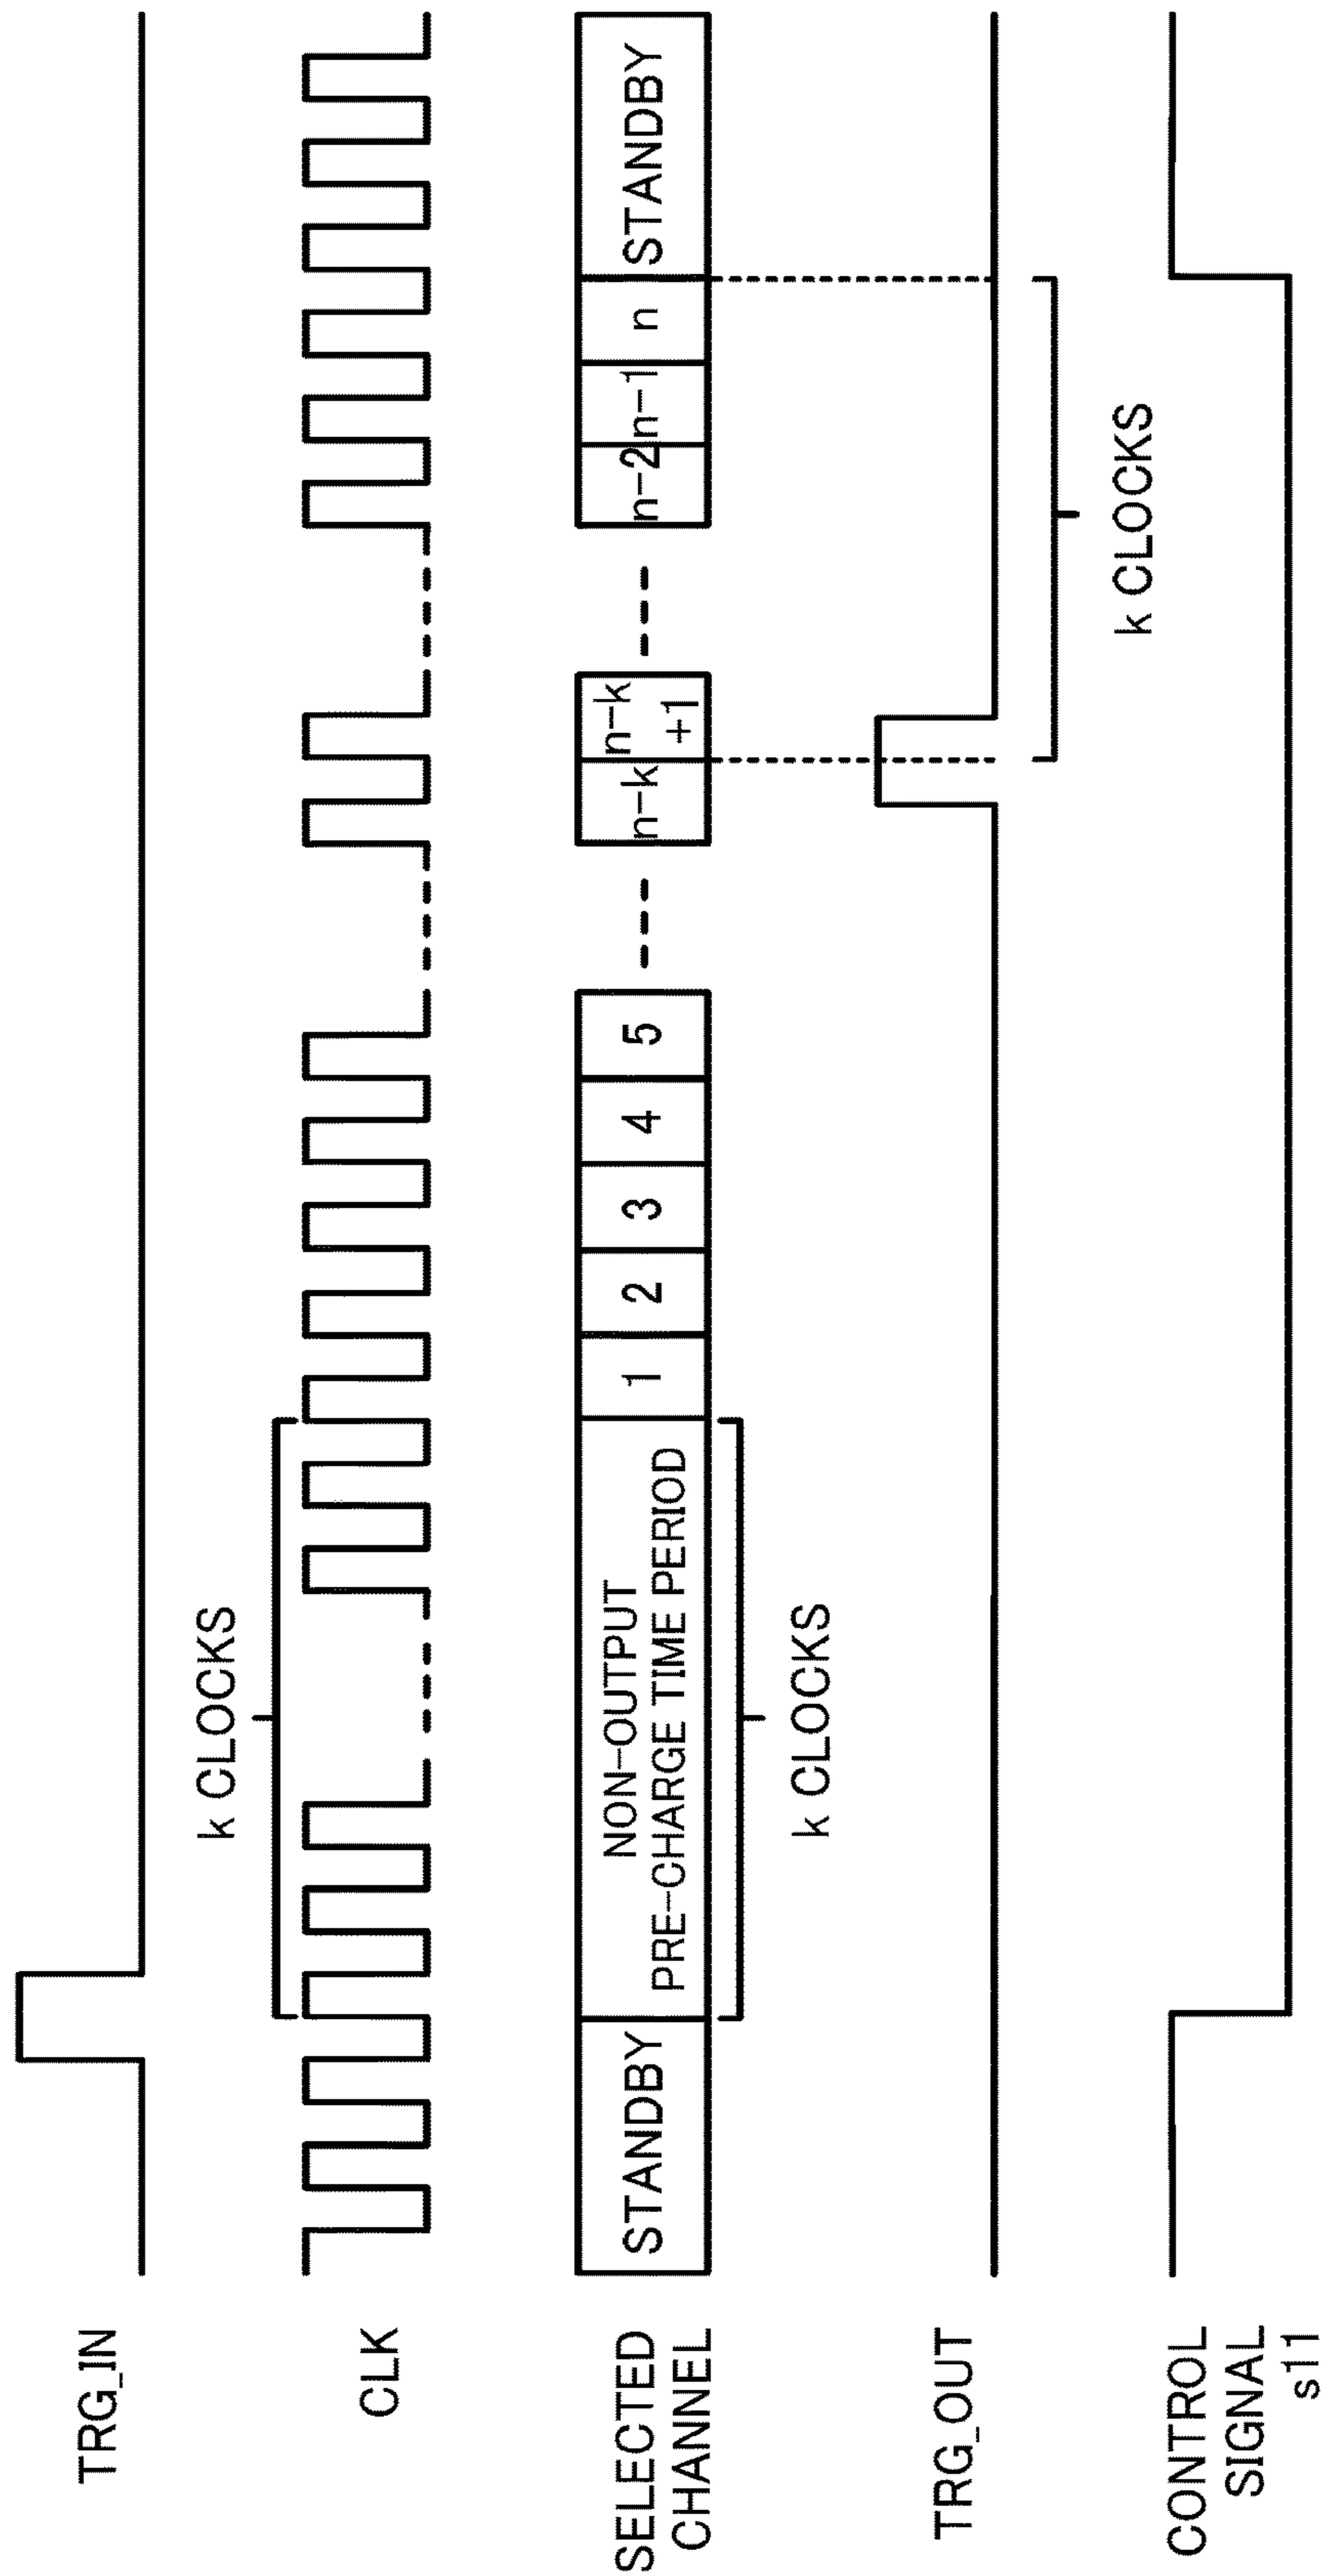 TRG_IN
k CLOCKS
CLK
SELECTED
CHANNEL
STANDBY
NON-OUTPUT
PRE-CHARGE TIME PERIOD
1
2
3
4
5
n-k
n-k
+1
n-2
n-1
n
STANDBY
k CLOCKS
TRG_OUT
k CLOCKS
CONTROL
SIGNAL
s11